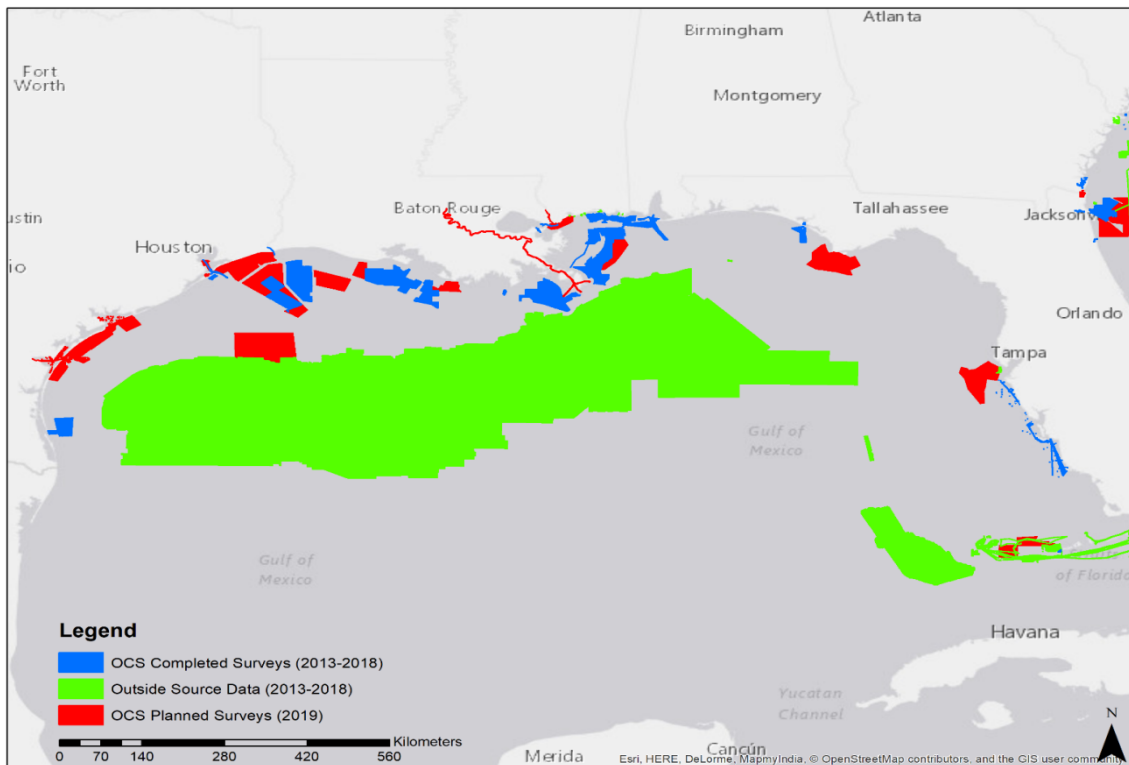 Atlanta
Birmingham
Fort
Worth
Montgomery
Baton Rouge
Tallahassee
ustin
Jacksonv
Houston
io
Orlando
Tampa
Gulf of
Mexico
Gulf of
Mexico
of Florida
Legend
Havana
OCS Completed Surveys (2013-2018)
Outside Source Data (2013-2018)
Yucatan
Channel
OCS Planned Surveys (2019)
N
Kilometers
0 70 140 280 420 560
Merida
Cancún
Esri, HERE, DeLorme, MapmyIndia, © OpenStreetMap contributors, and the GIS user community